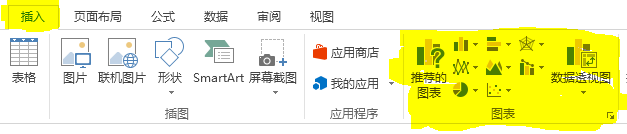 插入 页面布局 公式 数据 审阅 视图
表格 图片 联机图片 形状 SmartArt 屏幕截图 应用商店 我的应用 推荐的 图表 数据透视图
插图 应用程序 图表